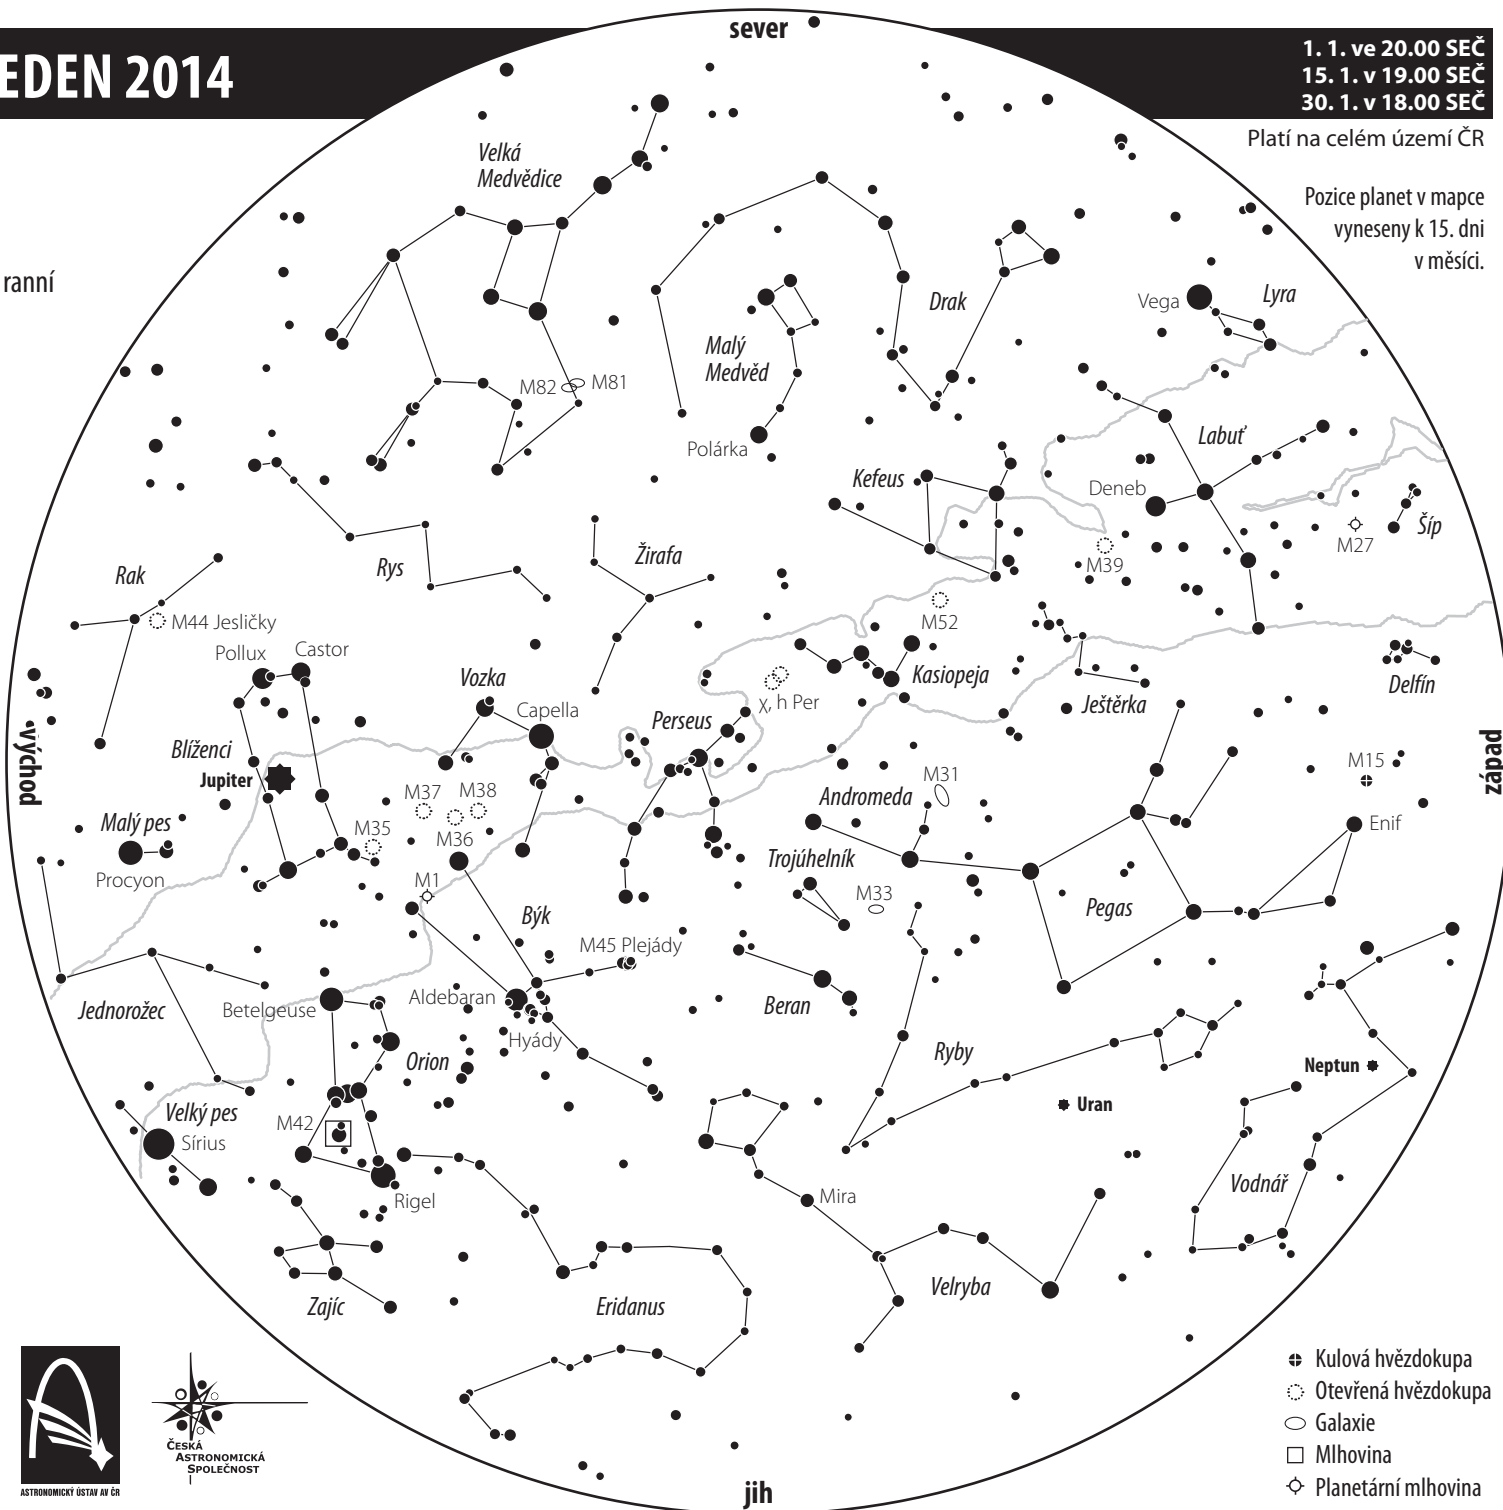 sever
EDEN 2014
1. 1. ve 20.00 SEČ
15. 1. v 19.00 SEČ
30. 1. v 18.00 SEČ
Platí na celém území ČR
Pozice planet v mapce
vyneseny k 15. dni
v měsíci.
ranní
Velká
Medvědice
Drak
Vega
Lyra
Malý
Medvěd
M82
M81
Polárka
Labuť
Kefeus
Deneb
Šíp
M27
M39
Žirafa
Rys
Rak
M44 Jesličky
M52
Pollux
Castor
Kasiopeja
Vozka
Capella
Perseus
χ, h Per
Ještěrka
Delfín
východ
Blíženci
Jupiter
západ
M15
M31
M37
M38
M36
M35
Andromeda
Enif
Malý pes
Procyon
Trojúhelník
M33
M1
Býk
Pegas
M45 Plejády
Aldebaran
Hyády
Beran
Jednorožec
Betelgeuse
Orion
Ryby
Neptun
Uran
Velký pes
Sírius
M42
Rigel
Mira
Vodnář
Velryba
Zajíc
Eridanus
jih
ASTRONOMICKÝ ÚSTAV AV ČR
ČESKÁ
ASTRONOMICKÁ
SPOLEČNOST
Kulová hvězdokupa
Otevřená hvězdokupa
Galaxie
Mlhovina
Planetární mlhovina